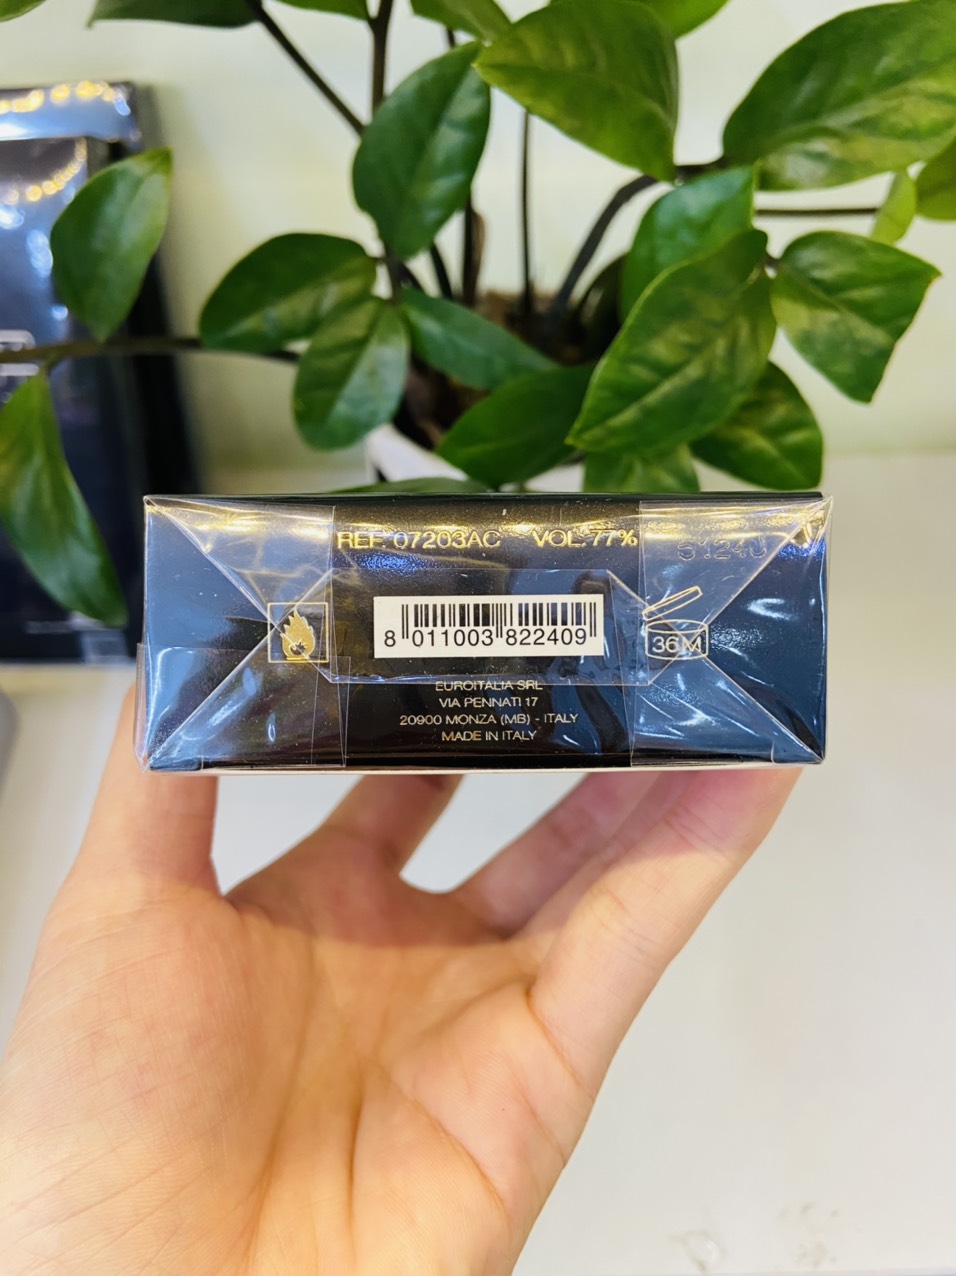 REF. 07203AC VOL. 77%
36M
8 011003 822409
EUROITALIA SRL
VIA PENNATI 17
20900 MONZA (MB) - ITALY
MADE IN ITALY